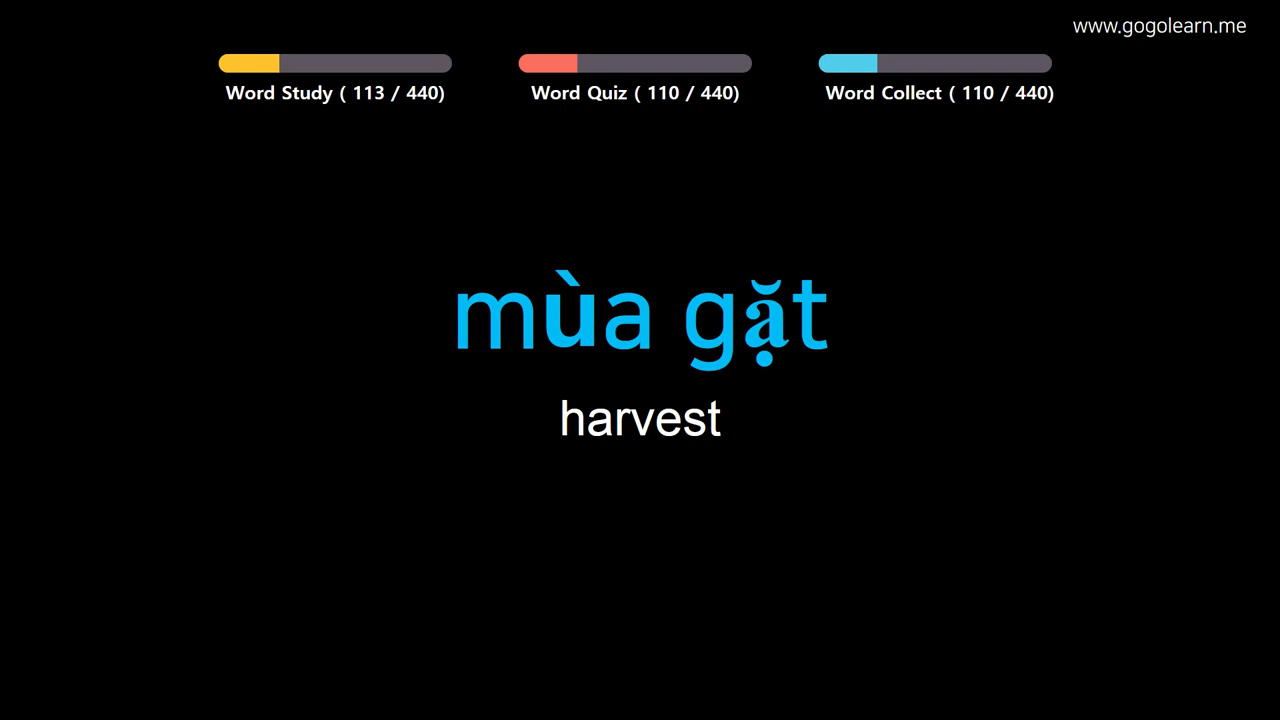 www.gogolearn.me
Word Study ( 113 / 440)
Word Quiz ( 110 / 440)
Word Collect ( 110 / 440)
mùa gặt
harvest